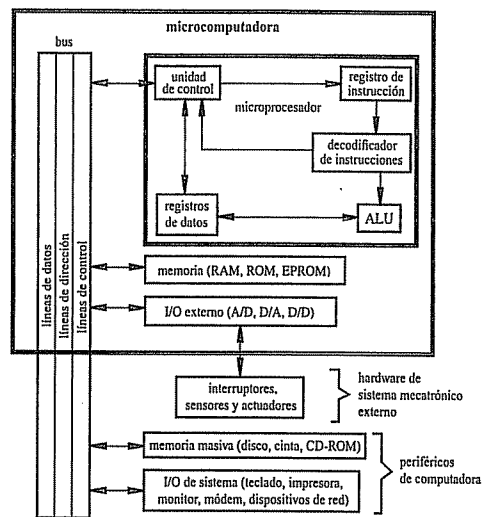 microcomputadora
bus
unidad
de control
registro de
instrucción
microprocesador
decodificador
de instrucciones
registros
de datos
ALU
líneas de datos
líneas de dirección
líneas de control
memoria (RAM, ROM, EPROM)
I/O externo (A/D, D/A, D/D)
interruptores,
sensores y actuadores
hardware de
sistema mecatrónico
externo
memoria masiva (disco, cinta, CD-ROM)
I/O de sistema (teclado, impresora,
monitor, módem, dispositivos de red)
periféricos
de computadora